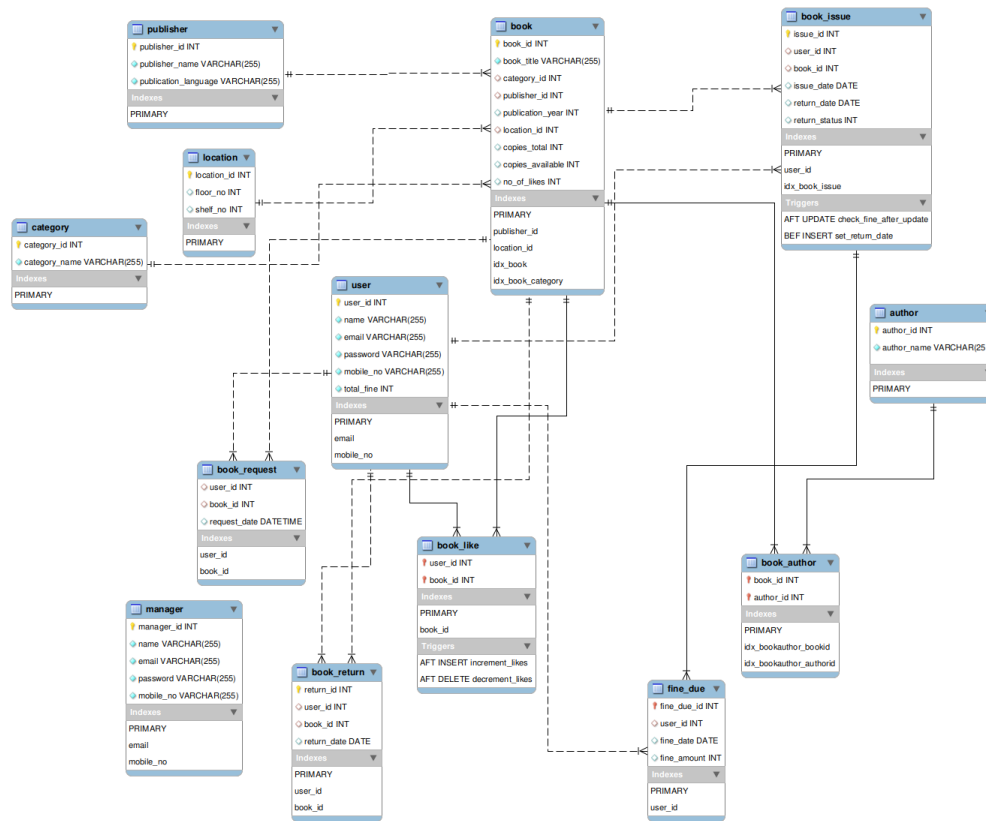 publisher
publisher_id INT
publisher_name VARCHAR(255)
publication_language VARCHAR(255)
Indexes
PRIMARY
book
book_id INT
book_title VARCHAR(255)
category_id INT
publisher_id INT
publication_year INT
location_id INT
copies_total INT
copies_available INT
no_of_likes INT
Indexes
PRIMARY
publisher_id
location_id
idx_book
idx_book_category
book_issue
issue_id INT
user_id INT
book_id INT
issue_date DATE
return_date DATE
return_status INT
Indexes
PRIMARY
user_id
idx_book_issue
Triggers
AFT UPDATE check_fine_after_update
BEF INSERT set_return_date
location
location_id INT
floor_no INT
shelf_no INT
Indexes
PRIMARY
category
category_id INT
category_name VARCHAR(255)
Indexes
PRIMARY
user
user_id INT
name VARCHAR(255)
email VARCHAR(255)
password VARCHAR(255)
mobile_no VARCHAR(255)
total_fine INT
Indexes
PRIMARY
email
mobile_no
author
author_id INT
author_name VARCHAR(25
Indexes
PRIMARY
book_request
user_id INT
book_id INT
request_date DATETIME
Indexes
user_id
book_id
book_like
user_id INT
book_id INT
Indexes
PRIMARY
book_id
Triggers
AFT INSERT increment_likes
AFT DELETE decrement_likes
book_author
book_id INT
author_id INT
Indexes
PRIMARY
idx_bookauthor_bookid
idx_bookauthor_authorid
manager
manager_id INT
name VARCHAR(255)
email VARCHAR(255)
password VARCHAR(255)
mobile_no VARCHAR(255)
Indexes
PRIMARY
email
mobile_no
book_return
return_id INT
user_id INT
book_id INT
return_date DATE
Indexes
PRIMARY
user_id
book_id
fine_due
fine_due_id INT
user_id INT
fine_date DATE
fine_amount INT
Indexes
PRIMARY
user_id